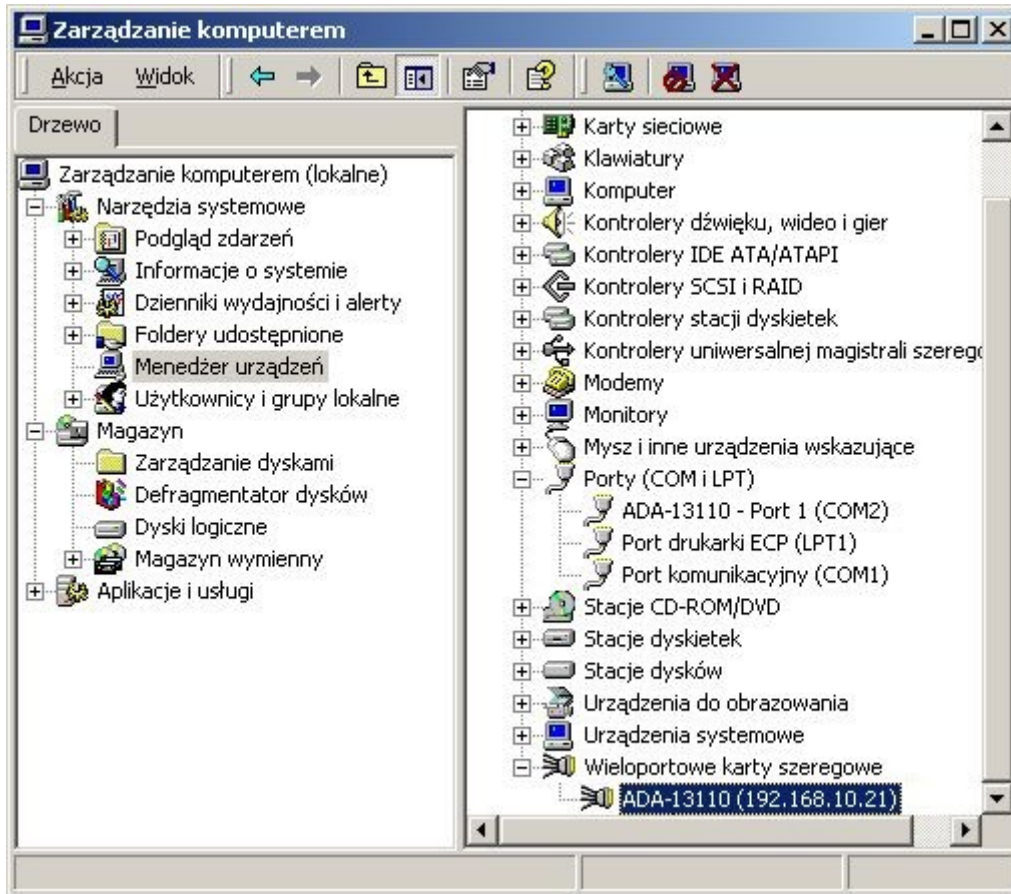 Zarządzanie komputerem
Akcja Widok
Drzewo
Zarządzanie komputerem (lokalne)
Narzędzia systemowe
Podgląd zdarzeń
Informacje o systemie
Dzienniki wydajności i alerty
Foldery udostępnione
Menedżer urządzeń
Użytkownicy i grupy lokalne
Magazyn
Zarządzanie dyskami
Defragmentator dysków
Dyski logiczne
Magazyn wymienny
Aplikacje i usługi
Karty sieciowe
Klawiatury
Komputer
Kontrolery dźwięku, wideo i gier
Kontrolery IDE ATA/ATAPI
Kontrolery SCSI i RAID
Kontrolery stacji dyskietek
Kontrolery uniwersalnej magistrali szereg
Modemy
Monitory
Mysz i inne urządzenia wskazujące
Porty (COM i LPT)
ADA-13110 - Port 1 (COM2)
Port drukarki ECP (LPT1)
Port komunikacyjny (COM1)
Stacje CD-ROM/DVD
Stacje dyskietek
Stacje dysków
Urządzenia do obrazowania
Urządzenia systemowe
Wieloportowe karty szeregowe
ADA-13110 (192.168.10.21)